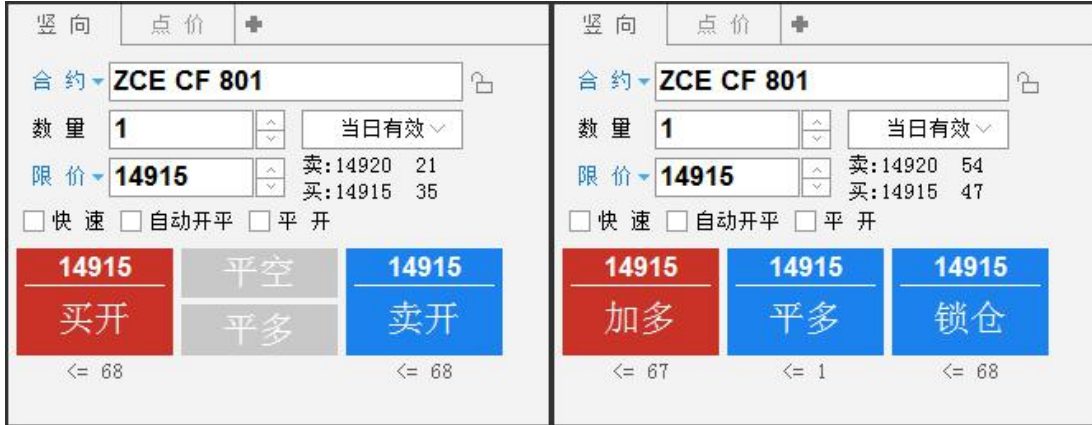 竖 向 点 价
合 约 ZCE CF 801
数 量 1 当日有效
限 价 14915 卖:14920 21
买:14915 35
快 速 自动开平 平 开
14915 平空 14915
买开 平多 卖开
<= 68 <= 68
竖 向 点 价
合 约 ZCE CF 801
数 量 1 当日有效
限 价 14915 卖:14920 54
买:14915 47
快 速 自动开平 平 开
14915 14915 14915
加多 平多 锁仓
<= 67 <= 1 <= 68